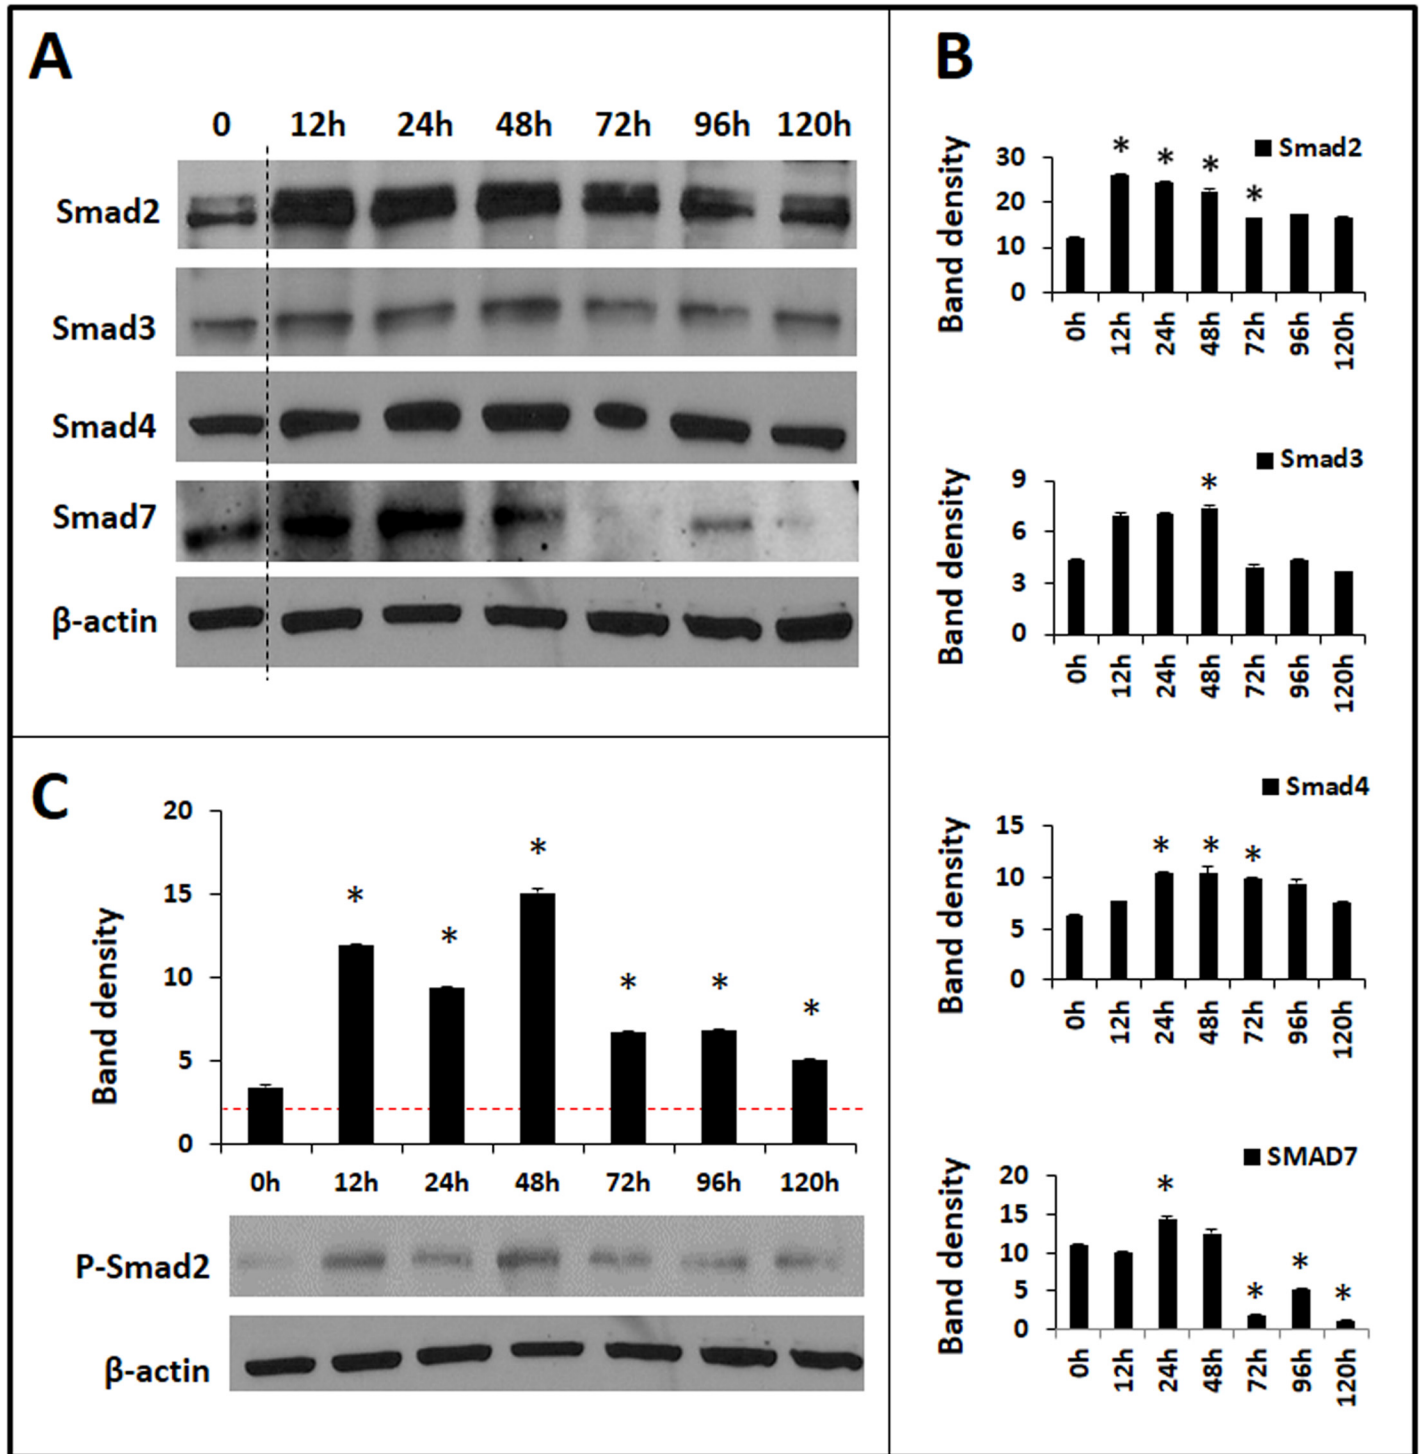 A
0 12h 24h 48h 72h 96h 120h
Smad2
Smad3
Smad4
Smad7
β-actin
B
Smad2
Band density
30
20
10
0
0h 12h 24h 48h 72h 96h 120h
* * * *
Smad3
Band density
9
6
3
0
0h 12h 24h 48h 72h 96h 120h
*
Smad4
Band density
15
10
5
0
0h 12h 24h 48h 72h 96h 120h
* * *
SMAD7
Band density
20
15
10
5
0
0h 12h 24h 48h 72h 96h 120h
* * * *
C
Band density
20
15
10
5
0
* * * * * *
0h 12h 24h 48h 72h 96h 120h
P-Smad2
β-actin